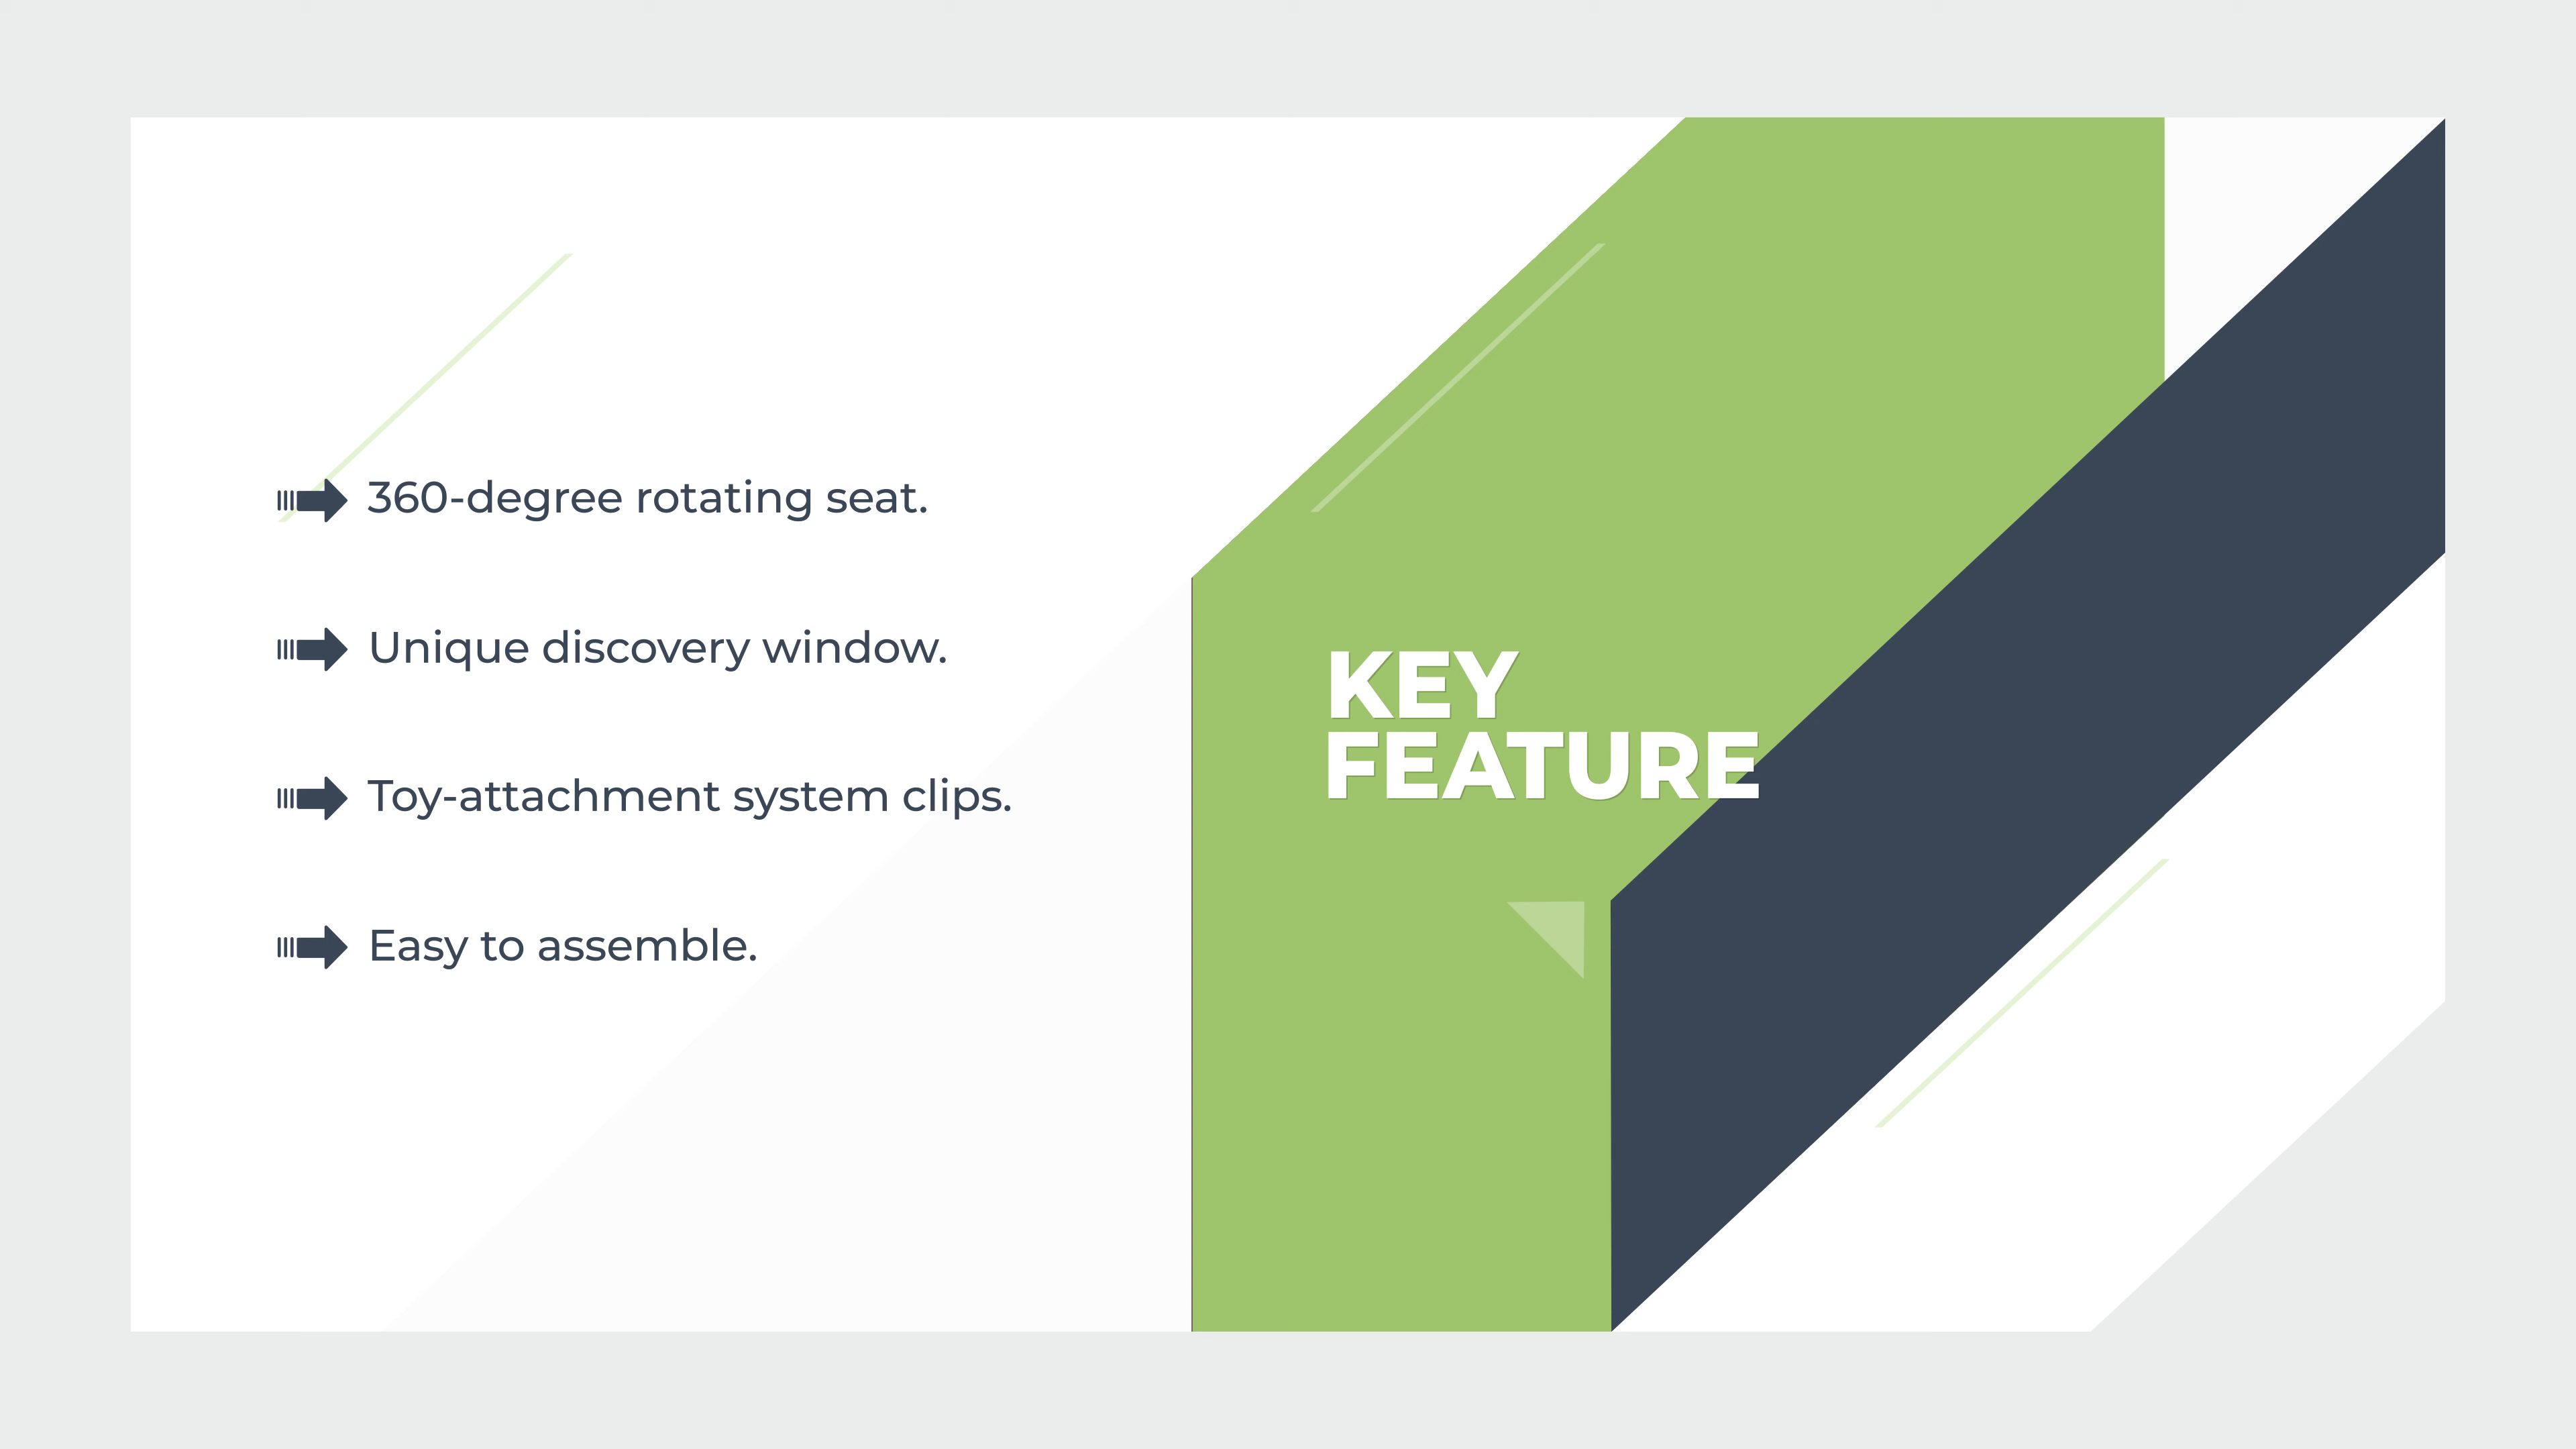 360-degree rotating seat.
Unique discovery window.
Toy-attachment system clips.
Easy to assemble.
KEY
FEATURE